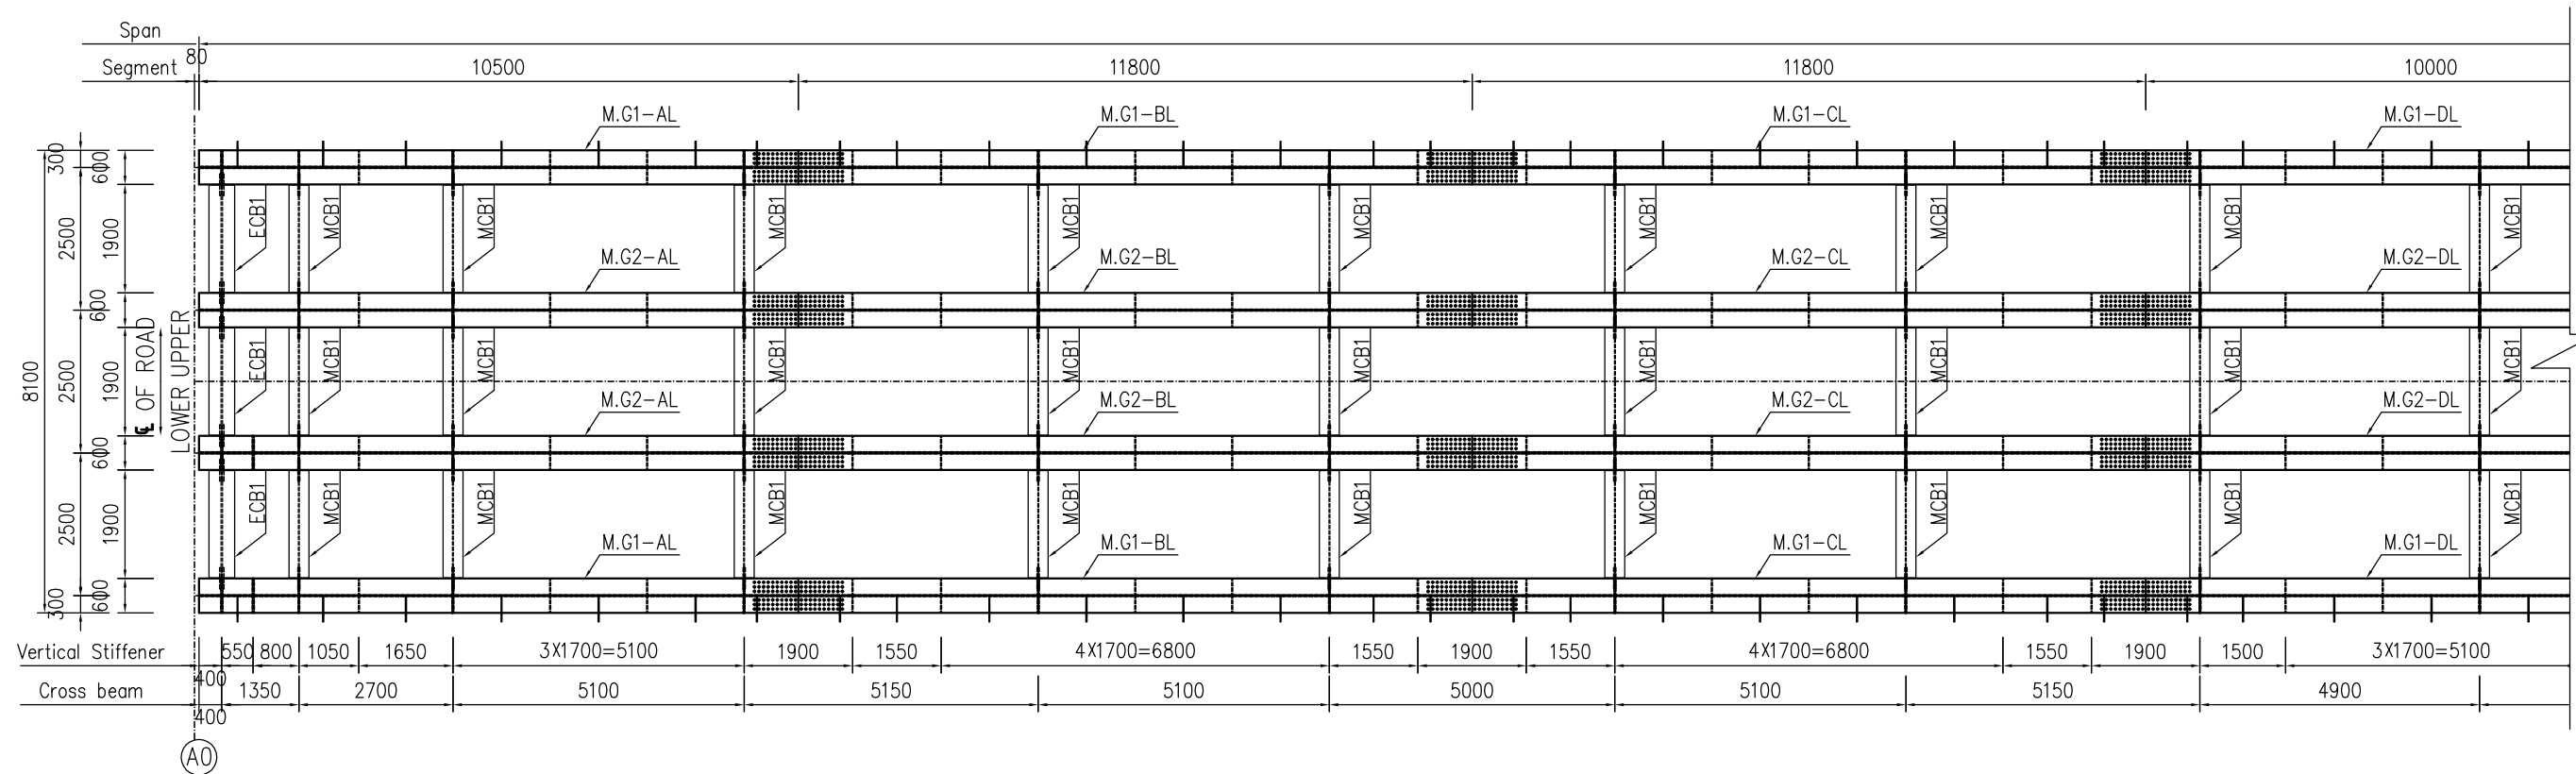 Span
80
Segment 10500 11800 11800 10000
M.G1-AL M.G1-BL M.G1-CL M.G1-DL
300 600
ECB1 MCB1 MCB1 MCB1 MCB1 MCB1 MCB1 MCB1 MCB1 MCB1
2500 1900
M.G2-AL M.G2-BL M.G2-CL M.G2-DL
600
8100 2500 1900
℄ OF ROAD
LOWER UPPER
ECB1 MCB1 MCB1 MCB1 MCB1 MCB1 MCB1 MCB1 MCB1 MCB1
M.G2-AL M.G2-BL M.G2-CL M.G2-DL
600
2500 1900
ECB1 MCB1 MCB1 MCB1 MCB1 MCB1 MCB1 MCB1 MCB1 MCB1
M.G1-AL M.G1-BL M.G1-CL M.G1-DL
300 600
Vertical Stiffener 550 800 1050 1650 3X1700=5100 1900 1550 4X1700=6800 1550 1900 1550 4X1700=6800 1550 1900 1500 3X1700=5100
400
Cross beam 1350 2700 5100 5150 5100 5000 5100 5150 4900
400
A0